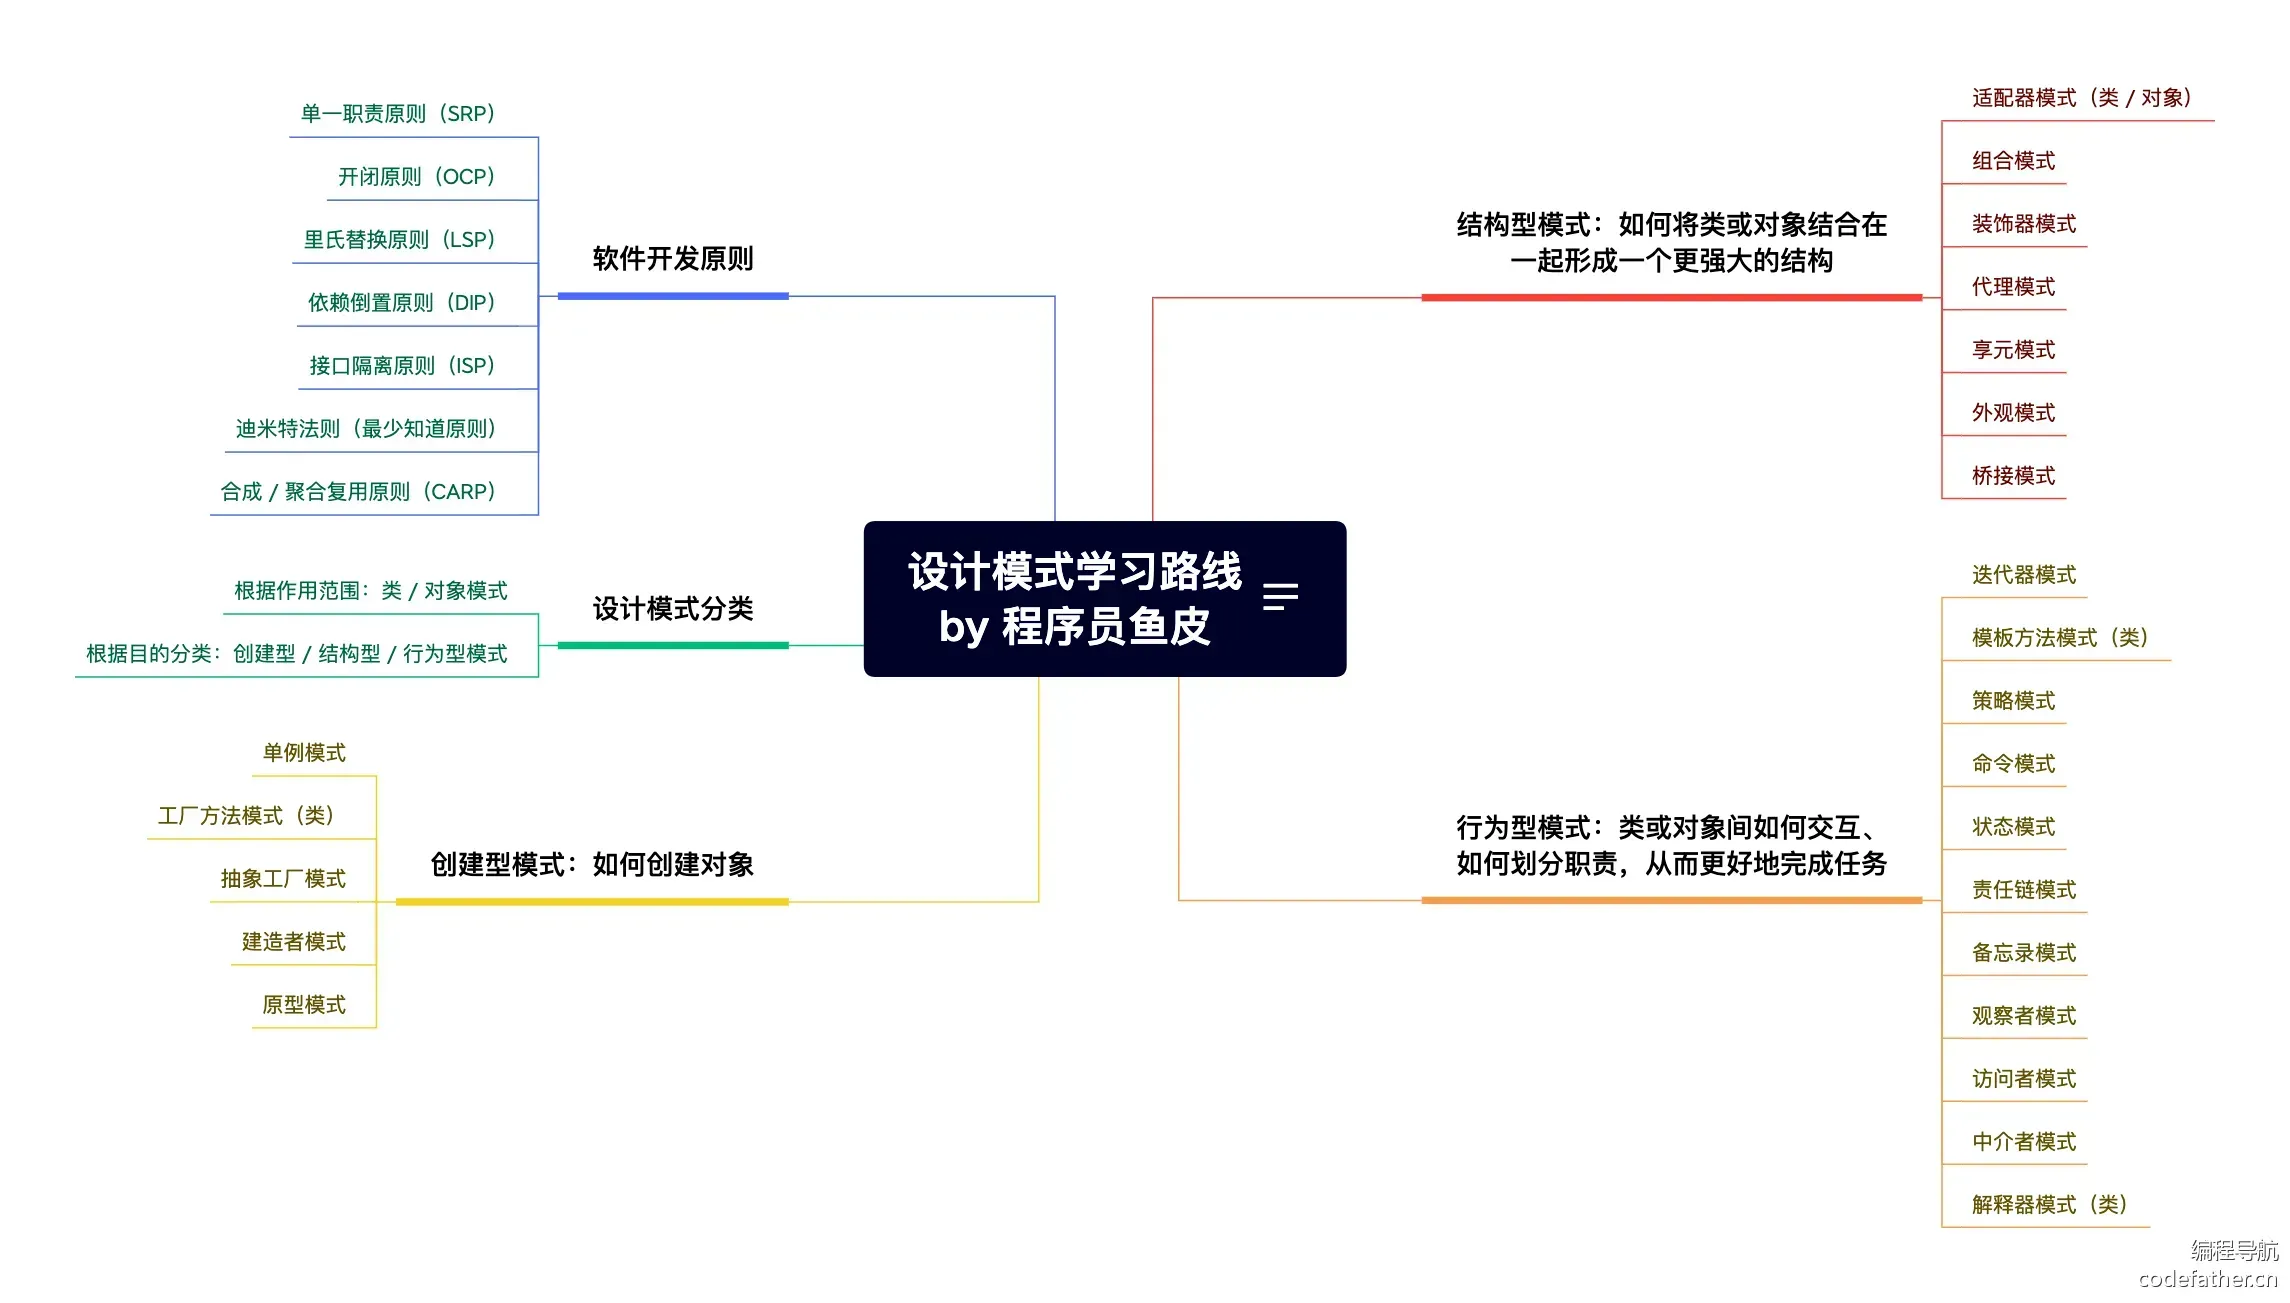 设计模式学习路线
by 程序员鱼皮
软件开发原则
单一职责原则（SRP）
开闭原则（OCP）
里氏替换原则（LSP）
依赖倒置原则（DIP）
接口隔离原则（ISP）
迪米特法则（最少知道原则）
合成 / 聚合复用原则（CARP）
设计模式分类
根据作用范围：类 / 对象模式
根据目的分类：创建型 / 结构型 / 行为型模式
创建型模式：如何创建对象
单例模式
工厂方法模式（类）
抽象工厂模式
建造者模式
原型模式
结构型模式：如何将类或对象结合在
一起形成一个更强大的结构
适配器模式（类 / 对象）
组合模式
装饰器模式
代理模式
享元模式
外观模式
桥接模式
行为型模式：类或对象间如何交互、
如何划分职责，从而更好地完成任务
迭代器模式
模板方法模式（类）
策略模式
命令模式
状态模式
责任链模式
备忘录模式
观察者模式
访问者模式
中介者模式
解释器模式（类）
编程导航
codefather.cn